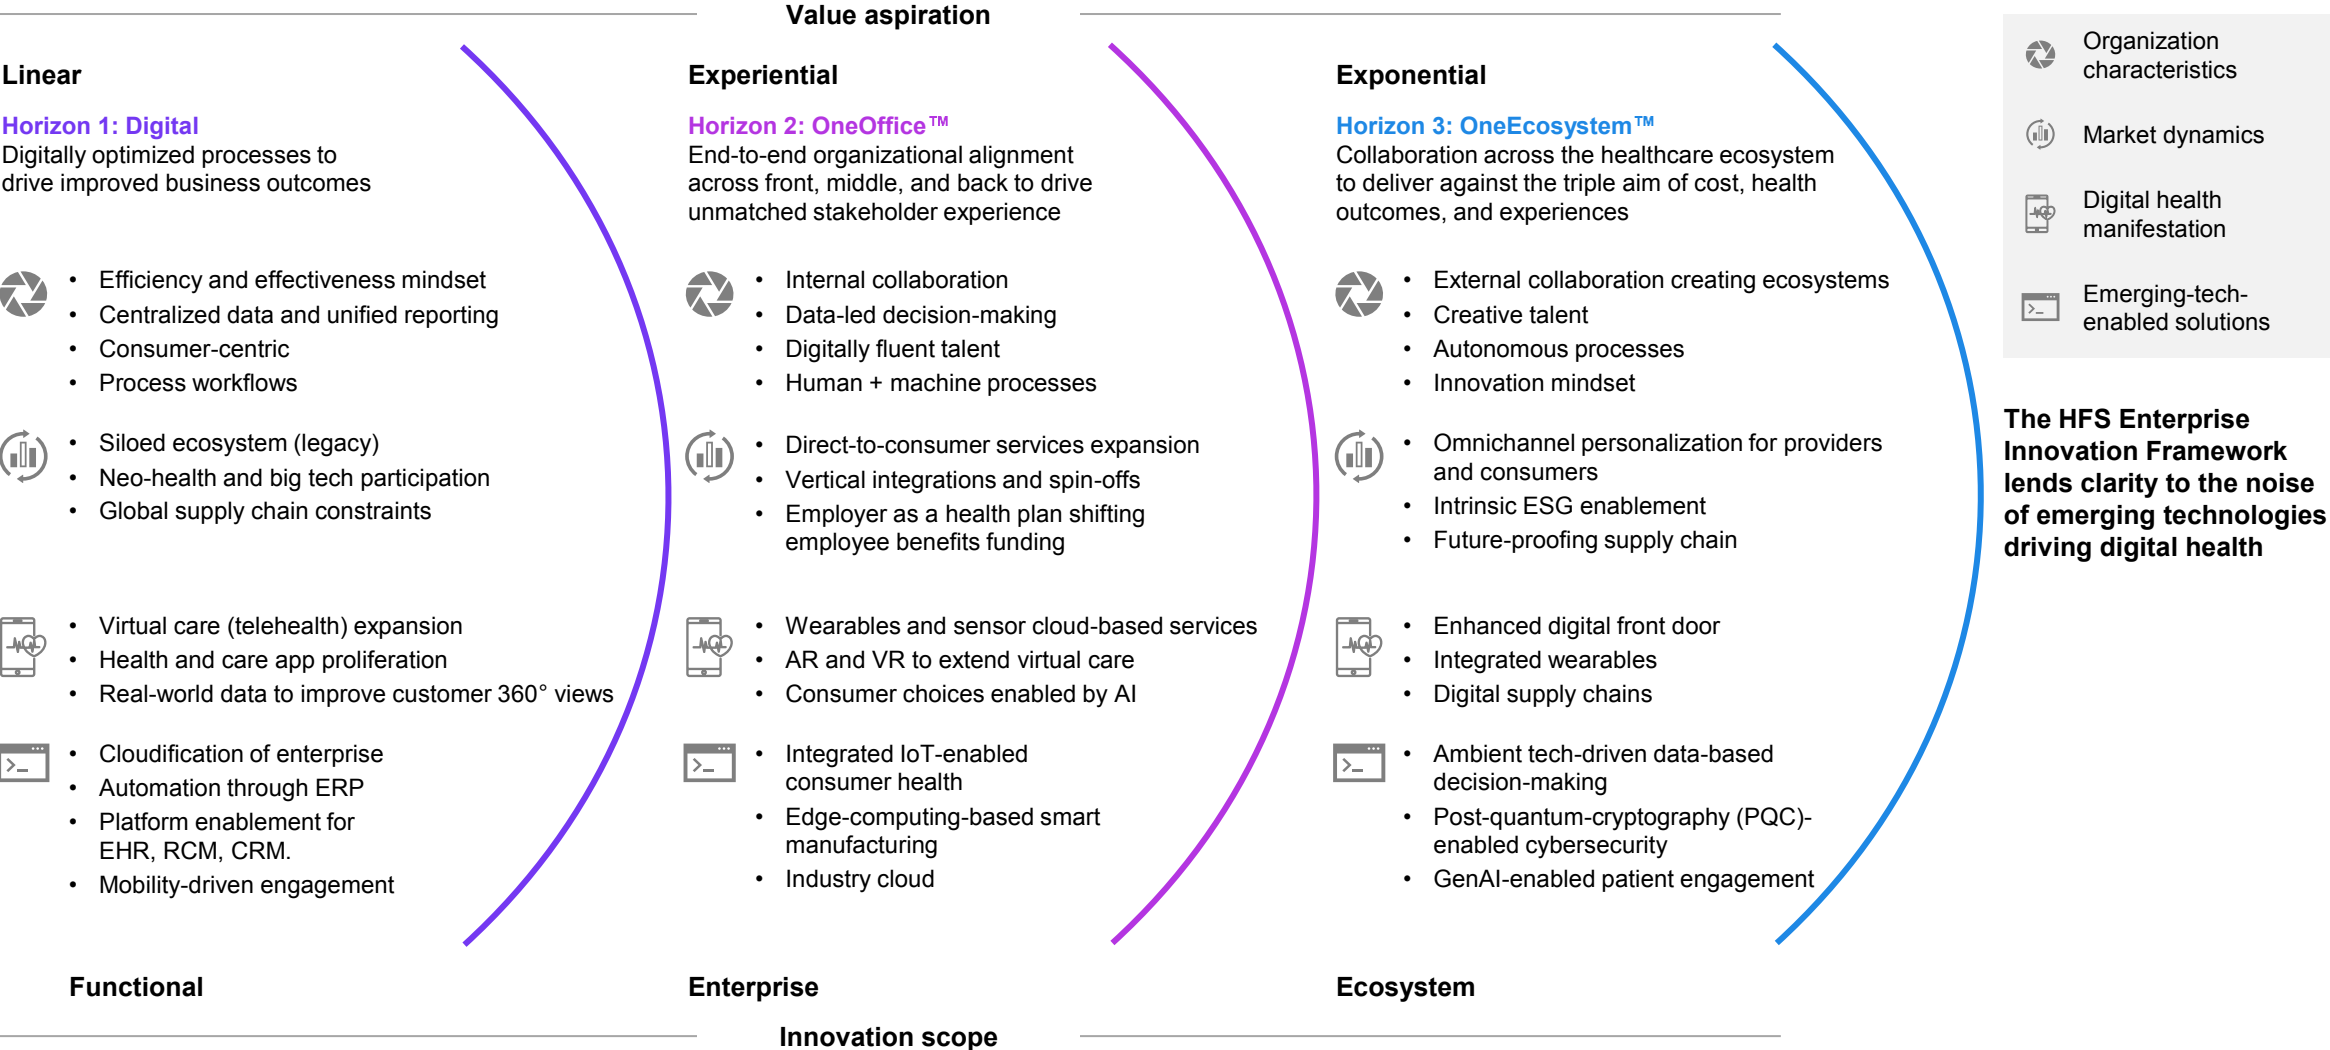 Value aspiration
Linear
Horizon 1: Digital
Digitally optimized processes to
drive improved business outcomes
• Efficiency and effectiveness mindset
• Centralized data and unified reporting
• Consumer-centric
• Process workflows
• Siloed ecosystem (legacy)
• Neo-health and big tech participation
• Global supply chain constraints
• Virtual care (telehealth) expansion
• Health and care app proliferation
• Real-world data to improve customer 360° views
• Cloudification of enterprise
• Automation through ERP
• Platform enablement for
EHR, RCM, CRM.
• Mobility-driven engagement
Functional
Experiential
Horizon 2: OneOffice™
End-to-end organizational alignment
across front, middle, and back to drive
unmatched stakeholder experience
• Internal collaboration
• Data-led decision-making
• Digitally fluent talent
• Human + machine processes
• Direct-to-consumer services expansion
• Vertical integrations and spin-offs
• Employer as a health plan shifting
employee benefits funding
• Wearables and sensor cloud-based services
• AR and VR to extend virtual care
• Consumer choices enabled by AI
• Integrated IoT-enabled
consumer health
• Edge-computing-based smart
manufacturing
• Industry cloud
Enterprise
Exponential
Horizon 3: OneEcosystem™
Collaboration across the healthcare ecosystem
to deliver against the triple aim of cost, health
outcomes, and experiences
• External collaboration creating ecosystems
• Creative talent
• Autonomous processes
• Innovation mindset
• Omnichannel personalization for providers
and consumers
• Intrinsic ESG enablement
• Future-proofing supply chain
• Enhanced digital front door
• Integrated wearables
• Digital supply chains
• Ambient tech-driven data-based
decision-making
• Post-quantum-cryptography (PQC)-
enabled cybersecurity
• GenAI-enabled patient engagement
Ecosystem
Innovation scope
Organization
characteristics
Market dynamics
Digital health
manifestation
Emerging-tech-
enabled solutions
The HFS Enterprise
Innovation Framework
lends clarity to the noise
of emerging technologies
driving digital health